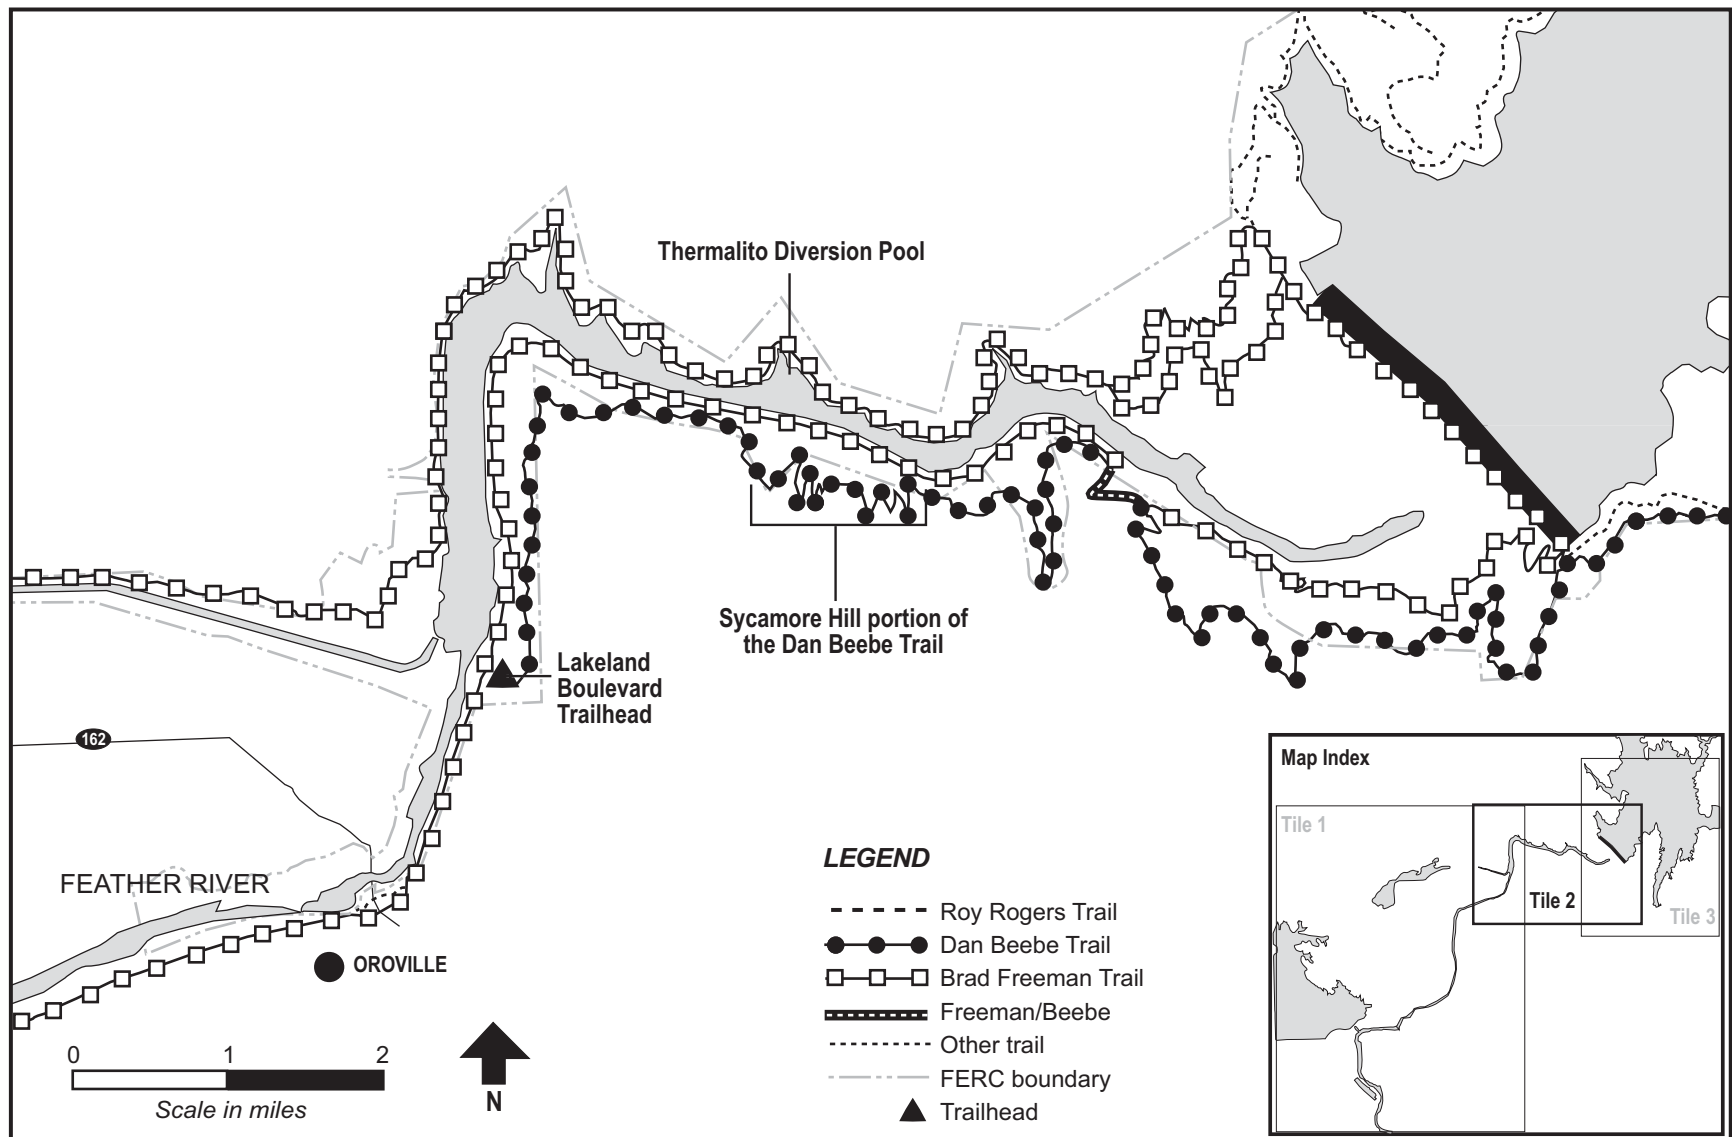 Thermalito Diversion Pool
Sycamore Hill portion of
the Dan Beebe Trail
Lakeland
Boulevard
Trailhead
162
FEATHER RIVER
OROVILLE
0 1 2
Scale in miles
N
LEGEND
Roy Rogers Trail
Dan Beebe Trail
Brad Freeman Trail
Freeman/Beebe
Other trail
FERC boundary
Trailhead
Map Index
Tile 1
Tile 2
Tile 3